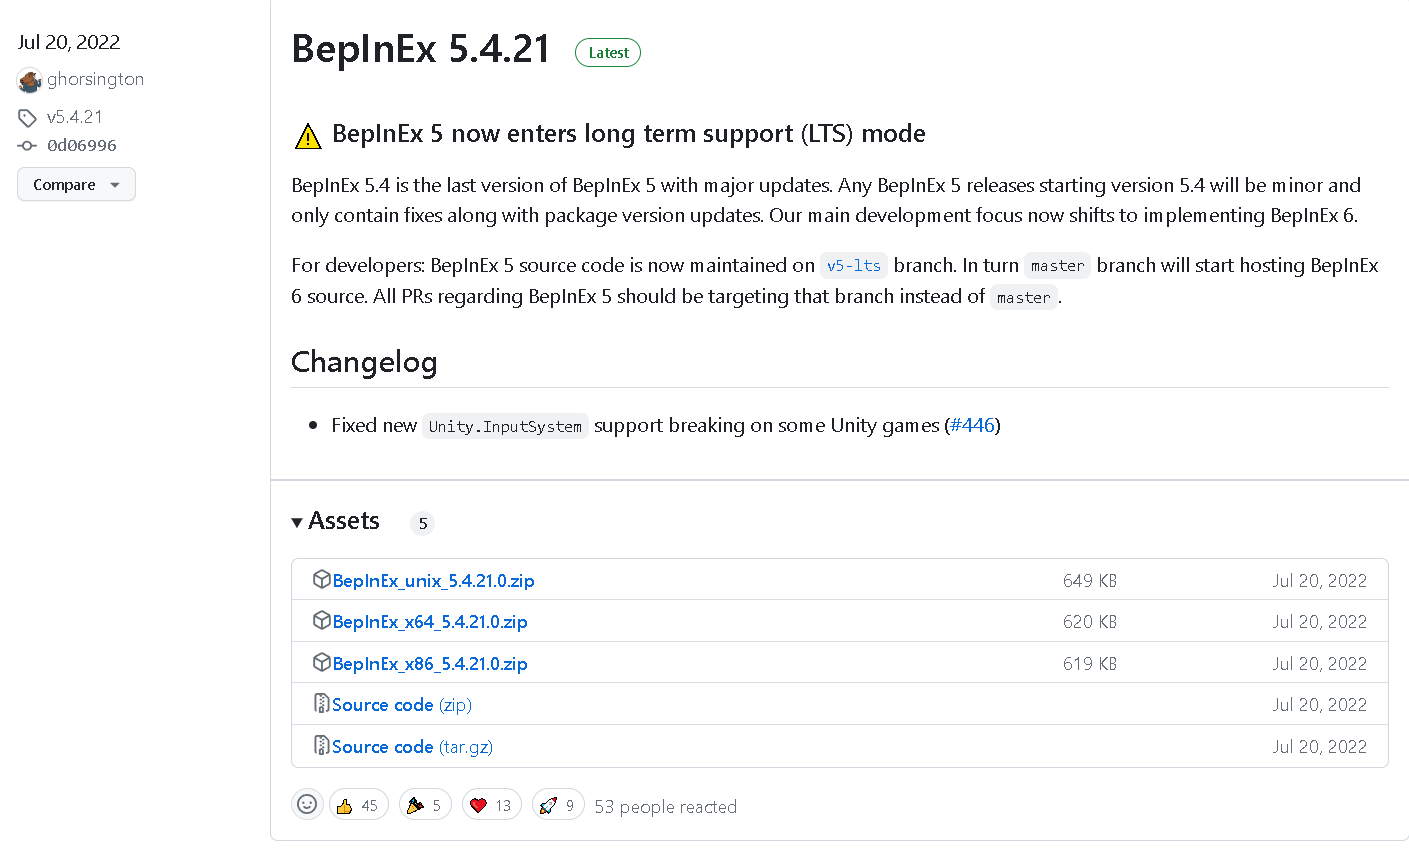 Jul 20, 2022
ghorsington
v5.4.21
0d06996
Compare
BepInEx 5.4.21 Latest
BepInEx 5 now enters long term support (LTS) mode
BepInEx 5.4 is the last version of BepInEx 5 with major updates. Any BepInEx 5 releases starting version 5.4 will be minor and
only contain fixes along with package version updates. Our main development focus now shifts to implementing BepInEx 6.
For developers: BepInEx 5 source code is now maintained on v5-lts branch. In turn master branch will start hosting BepInEx
6 source. All PRs regarding BepInEx 5 should be targeting that branch instead of master.
Changelog
Fixed new Unity.InputSystem support breaking on some Unity games (#446)
Assets 5
BepInEx_unix_5.4.21.0.zip 649 KB Jul 20, 2022
BepInEx_x64_5.4.21.0.zip 620 KB Jul 20, 2022
BepInEx_x86_5.4.21.0.zip 619 KB Jul 20, 2022
Source code (zip) Jul 20, 2022
Source code (tar.gz) Jul 20, 2022
45 5 13 9 53 people reacted